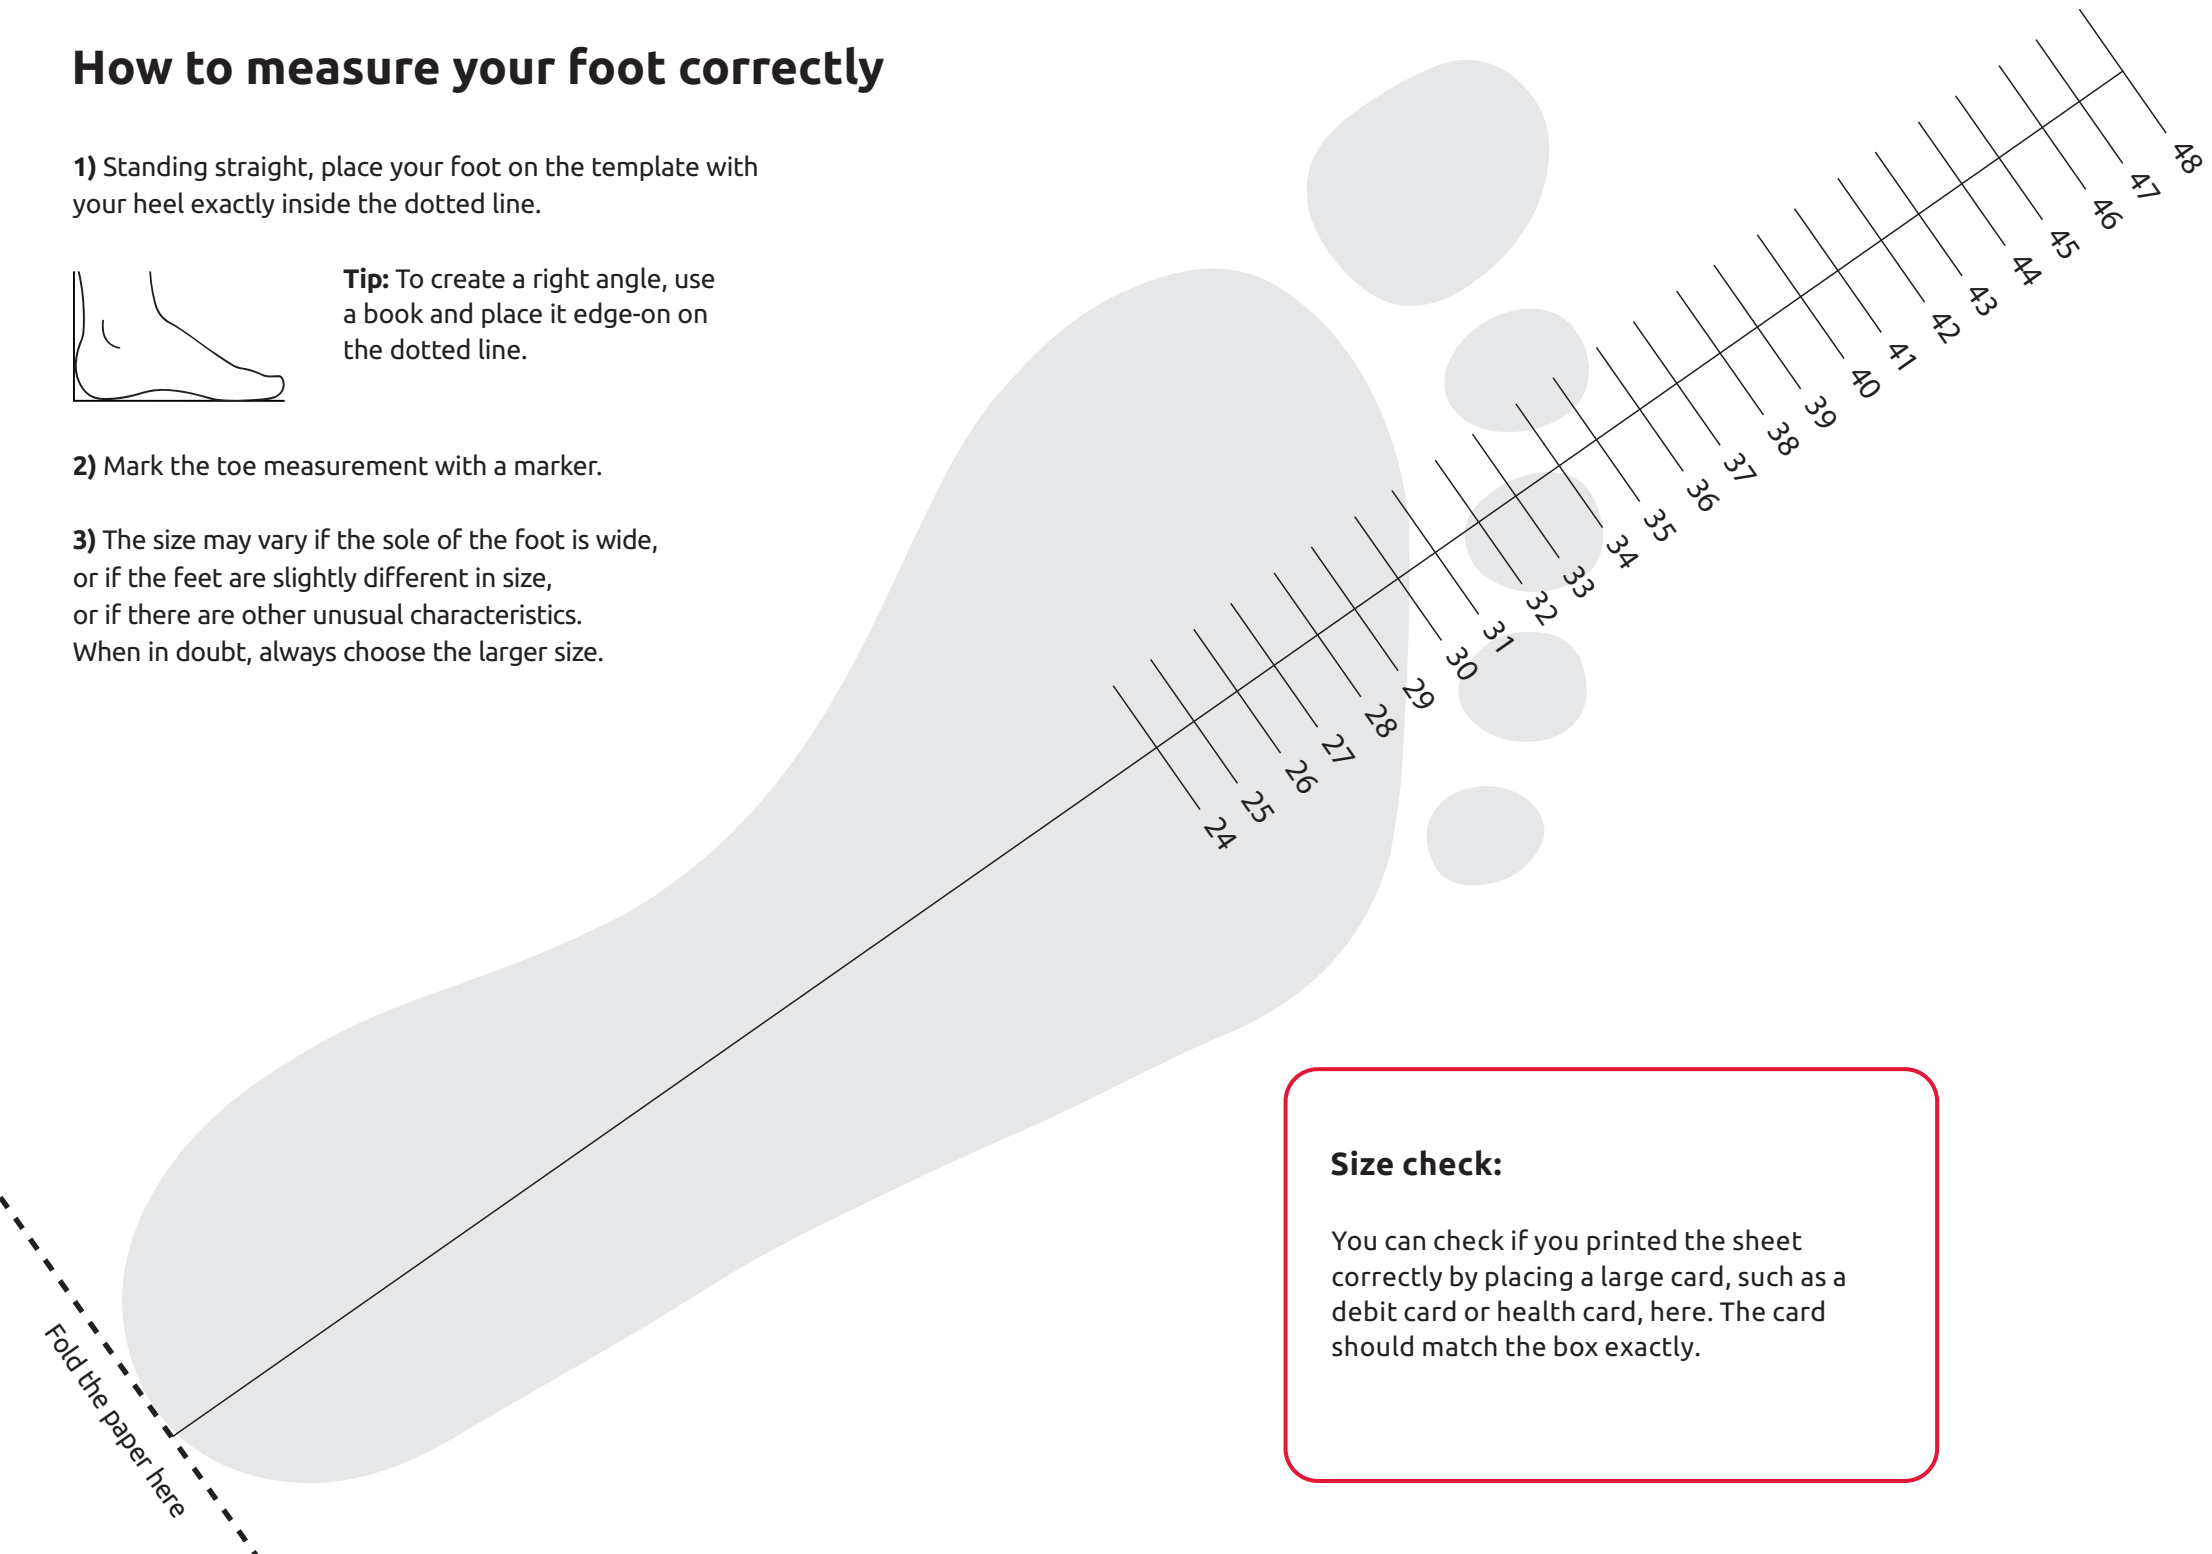 How to measure your foot correctly
1) Standing straight, place your foot on the template with
your heel exactly inside the dotted line.
Tip: To create a right angle, use
a book and place it edge-on on
the dotted line.
2) Mark the toe measurement with a marker.
3) The size may vary if the sole of the foot is wide,
or if the feet are slightly different in size,
or if there are other unusual characteristics.
When in doubt, always choose the larger size.
24
25
26
27
28
29
30
31
32
33
34
35
36
37
38
39
40
41
42
43
44
45
46
47
48
Fold the paper here
Size check:
You can check if you printed the sheet
correctly by placing a large card, such as a
debit card or health card, here. The card
should match the box exactly.